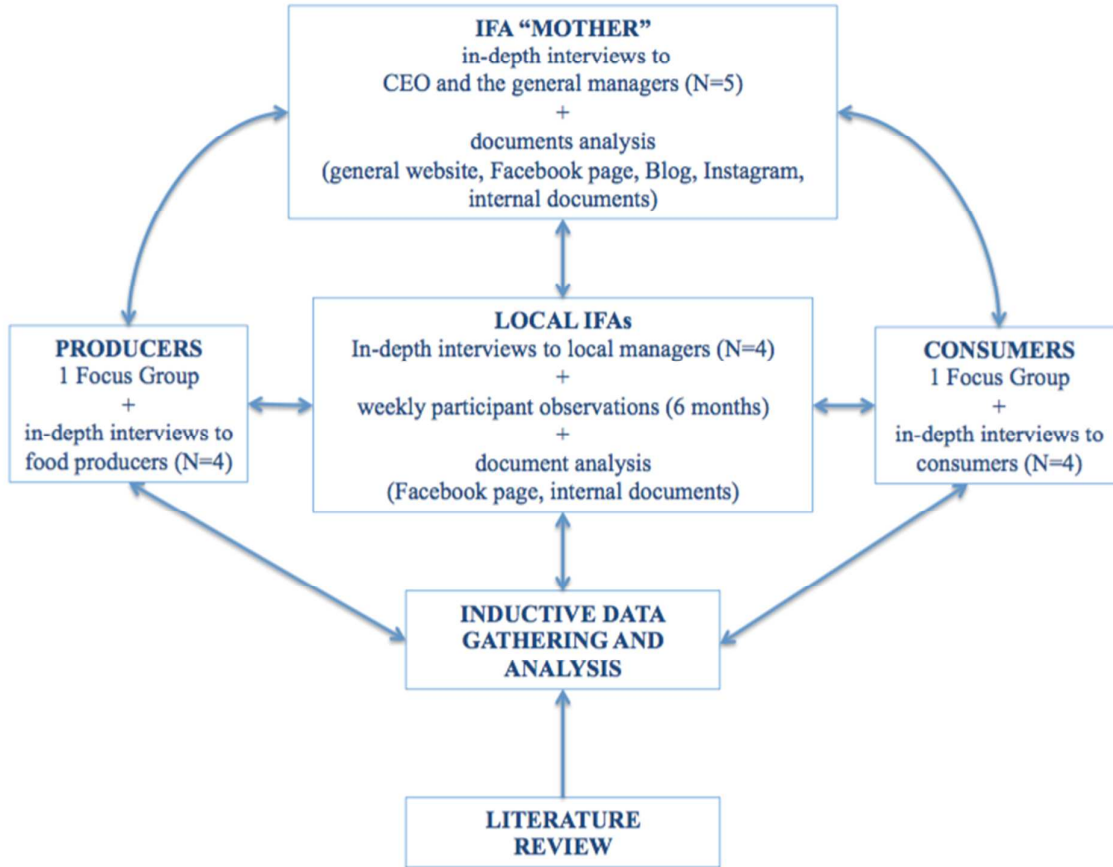 IFA “MOTHER”
in-depth interviews to
CEO and the general managers (N=5)
+
documents analysis
(general website, Facebook page, Blog, Instagram,
internal documents)
PRODUCERS
1 Focus Group
+
in-depth interviews to
food producers (N=4)
LOCAL IFAs
In-depth interviews to local managers (N=4)
+
weekly participant observations (6 months)
+
document analysis
(Facebook page, internal documents)
CONSUMERS
1 Focus Group
+
in-depth interviews to
consumers (N=4)
INDUCTIVE DATA
GATHERING AND
ANALYSIS
LITERATURE
REVIEW